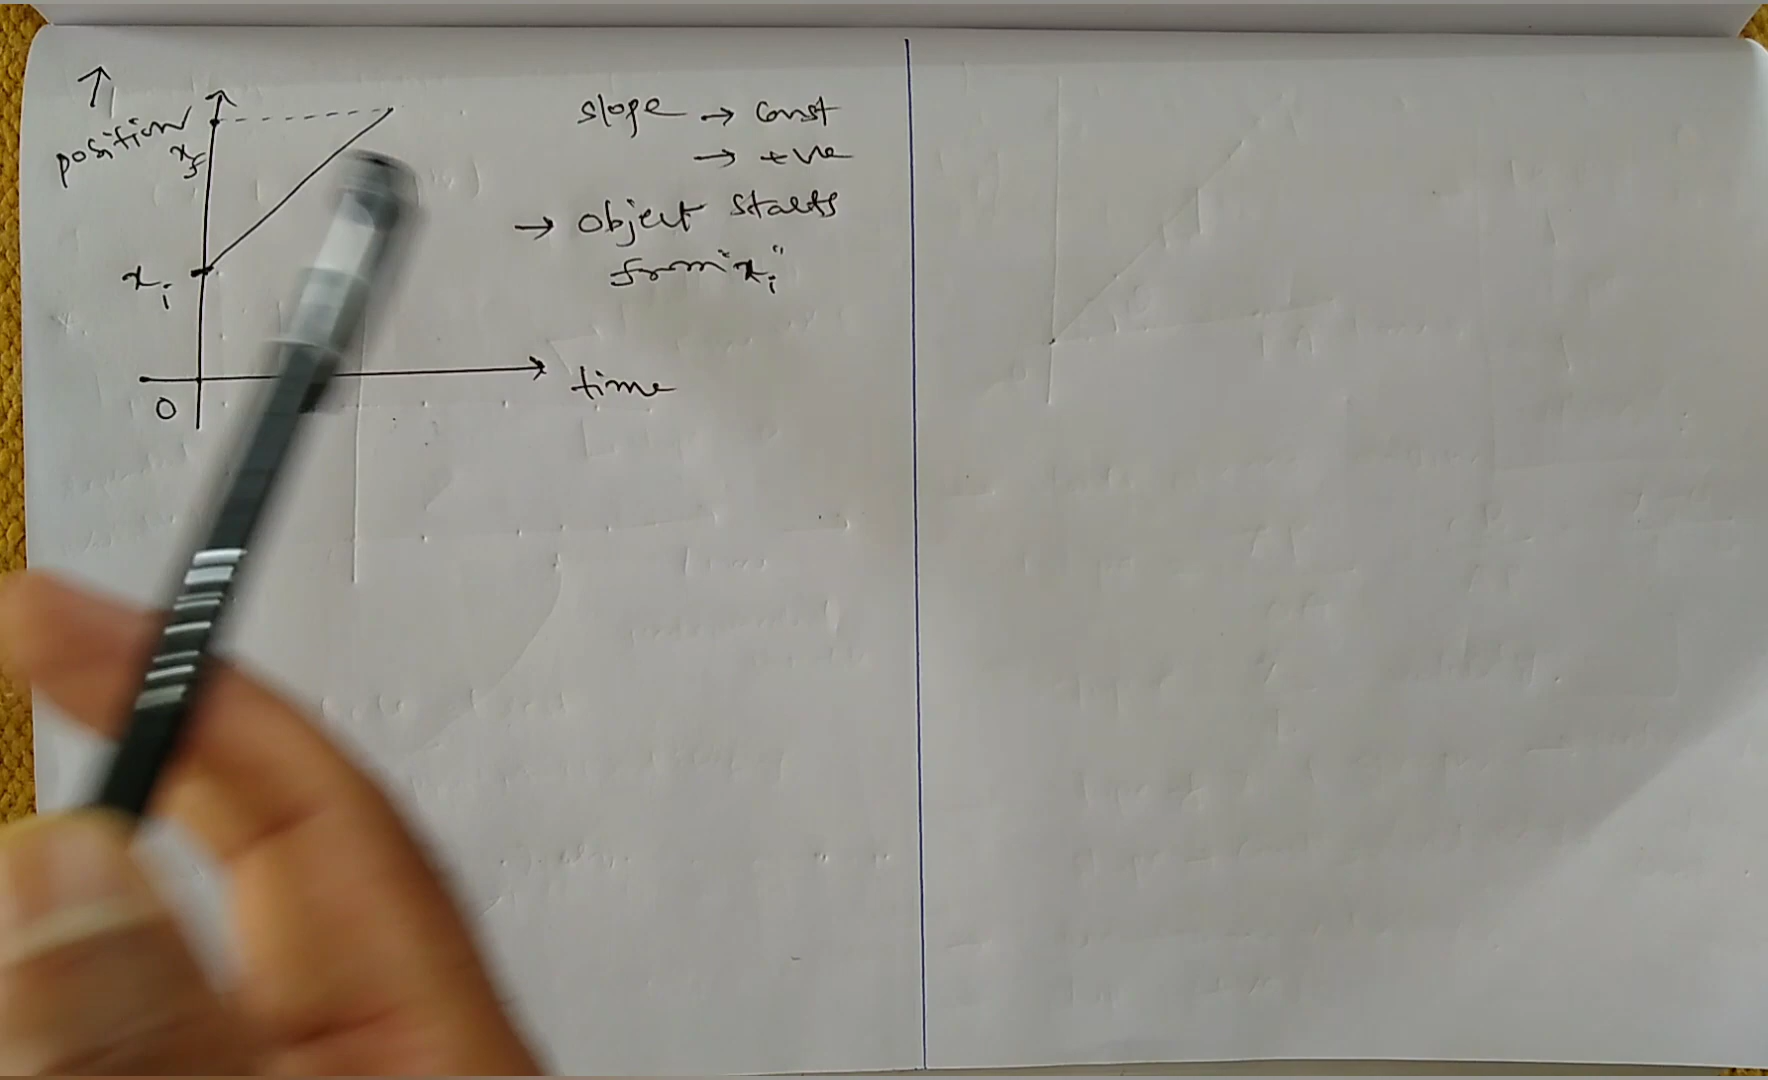 position
x_f
x_i
0
time
slope → const
→ +ve
→ object starts
from "x_i"